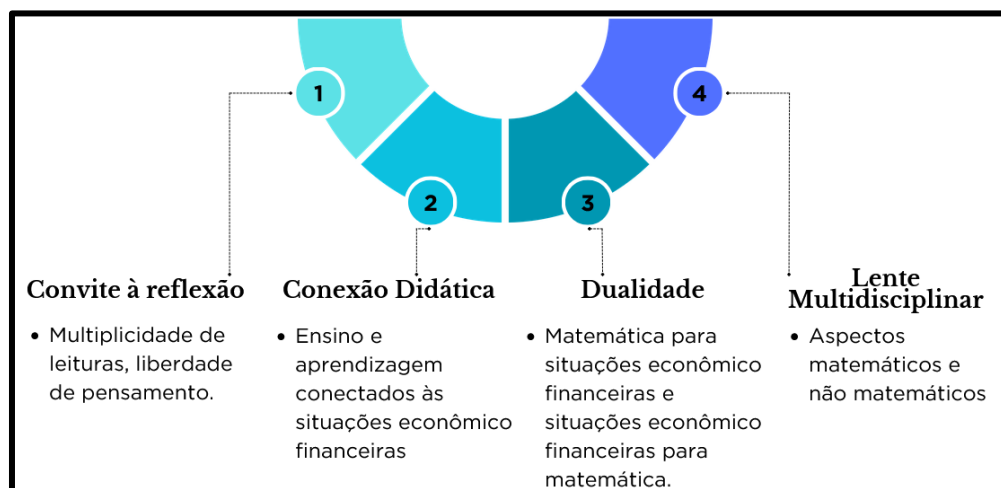 1
2
3
4
Convite à reflexão
• Multiplicidade de
leituras, liberdade
de pensamento.
Conexão Didática
• Ensino e
aprendizagem
conectados às
situações econômico
financeiras
Dualidade
• Matemática para
situações econômico
financeiras e
situações econômico
financeiras para
matemática.
Lente
Multidisciplinar
• Aspectos
matemáticos e
não matemáticos